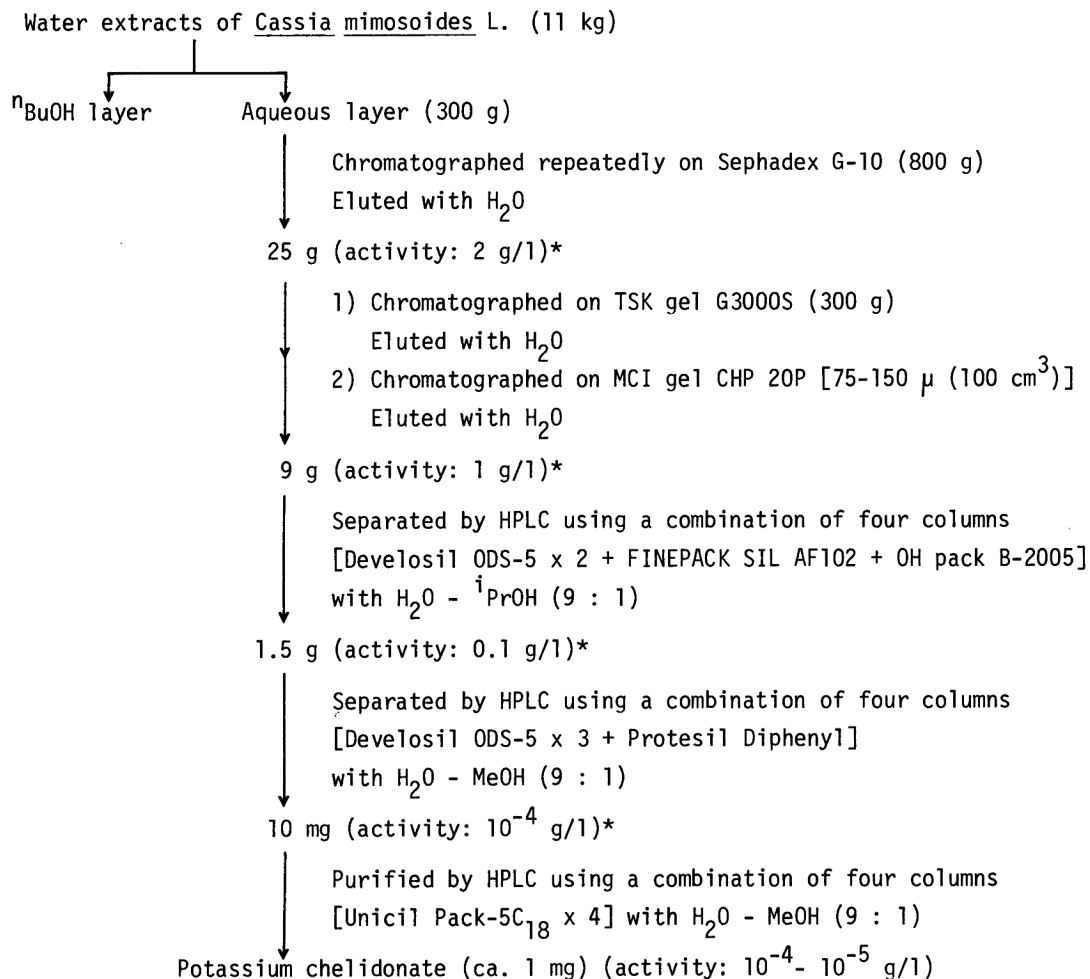 Water extracts of Cassia mimosoides L. (11 kg)
nBuOH layer Aqueous layer (300 g)
Chromatographed repeatedly on Sephadex G-10 (800 g)
Eluted with H2O
25 g (activity: 2 g/l)*
1) Chromatographed on TSK gel G3000S (300 g)
Eluted with H2O
2) Chromatographed on MCI gel CHP 20P [75-150 μ (100 cm3)]
Eluted with H2O
9 g (activity: 1 g/l)*
Separated by HPLC using a combination of four columns
[Develosil ODS-5 x 2 + FINEPACK SIL AF102 + OH pack B-2005]
with H2O - iPrOH (9 : 1)
1.5 g (activity: 0.1 g/l)*
Separated by HPLC using a combination of four columns
[Develosil ODS-5 x 3 + Protesil Diphenyl]
with H2O - MeOH (9 : 1)
10 mg (activity: 10-4 g/l)*
Purified by HPLC using a combination of four columns
[Unicil Pack-5C18 x 4] with H2O - MeOH (9 : 1)
Potassium chelidonate (ca. 1 mg) (activity: 10-4- 10-5 g/l)